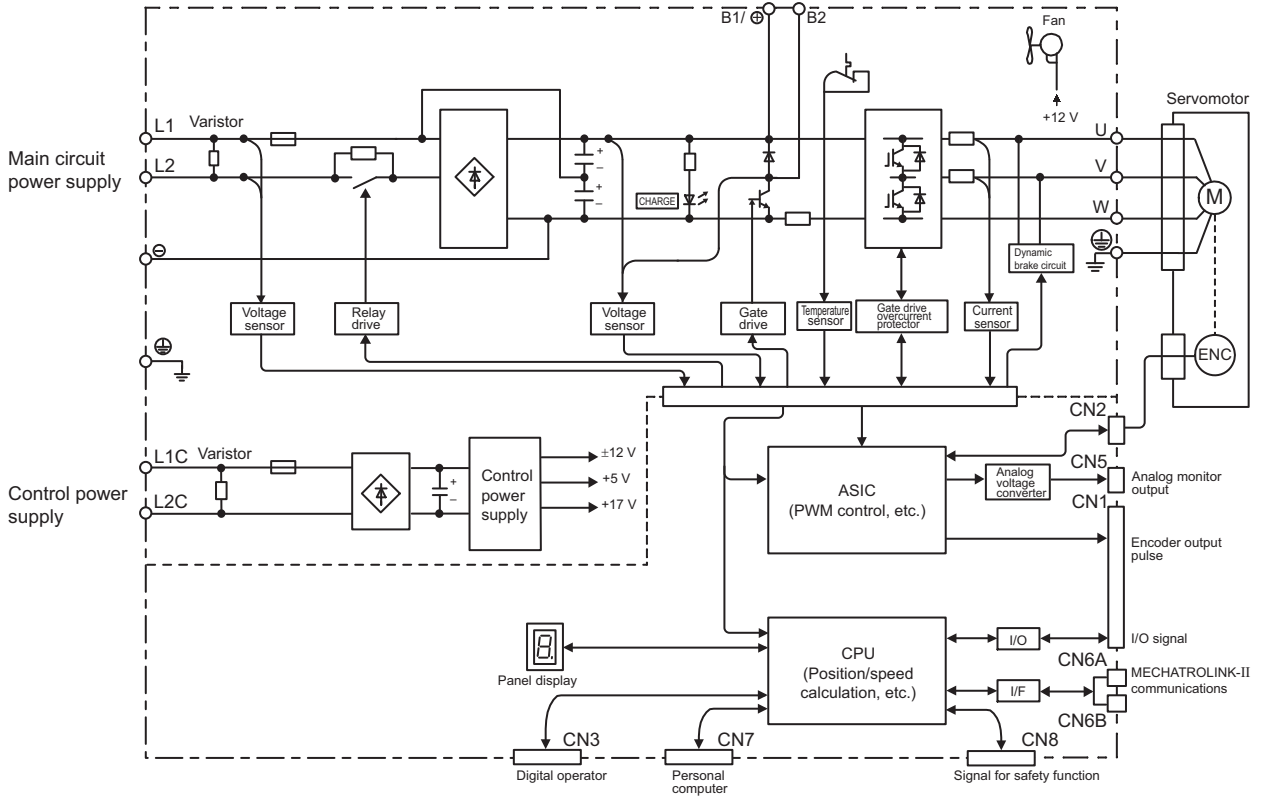 B1/ ⊕
B2
Fan
+12 V
Servomotor
Main circuit
power supply
L1
Varistor
L2
CHARGE
+
–
+
–
U
V
W
M
⊖
Dynamic
brake circuit
Voltage
sensor
Relay
drive
Voltage
sensor
Gate
drive
Temperature
sensor
Gate drive
overcurrent
protector
Current
sensor
ENC
CN2
Control power
supply
L1C
Varistor
L2C
+
–
Control
power
supply
±12 V
+5 V
+17 V
ASIC
(PWM control, etc.)
Analog
voltage
converter
CN5
Analog monitor
output
CN1
Encoder output
pulse
I/O signal
I/O
8.
Panel display
CPU
(Position/speed
calculation, etc.)
I/F
CN6A
MECHATROLINK-II
communications
CN6B
CN3
Digital operator
CN7
Personal
computer
CN8
Signal for safety function